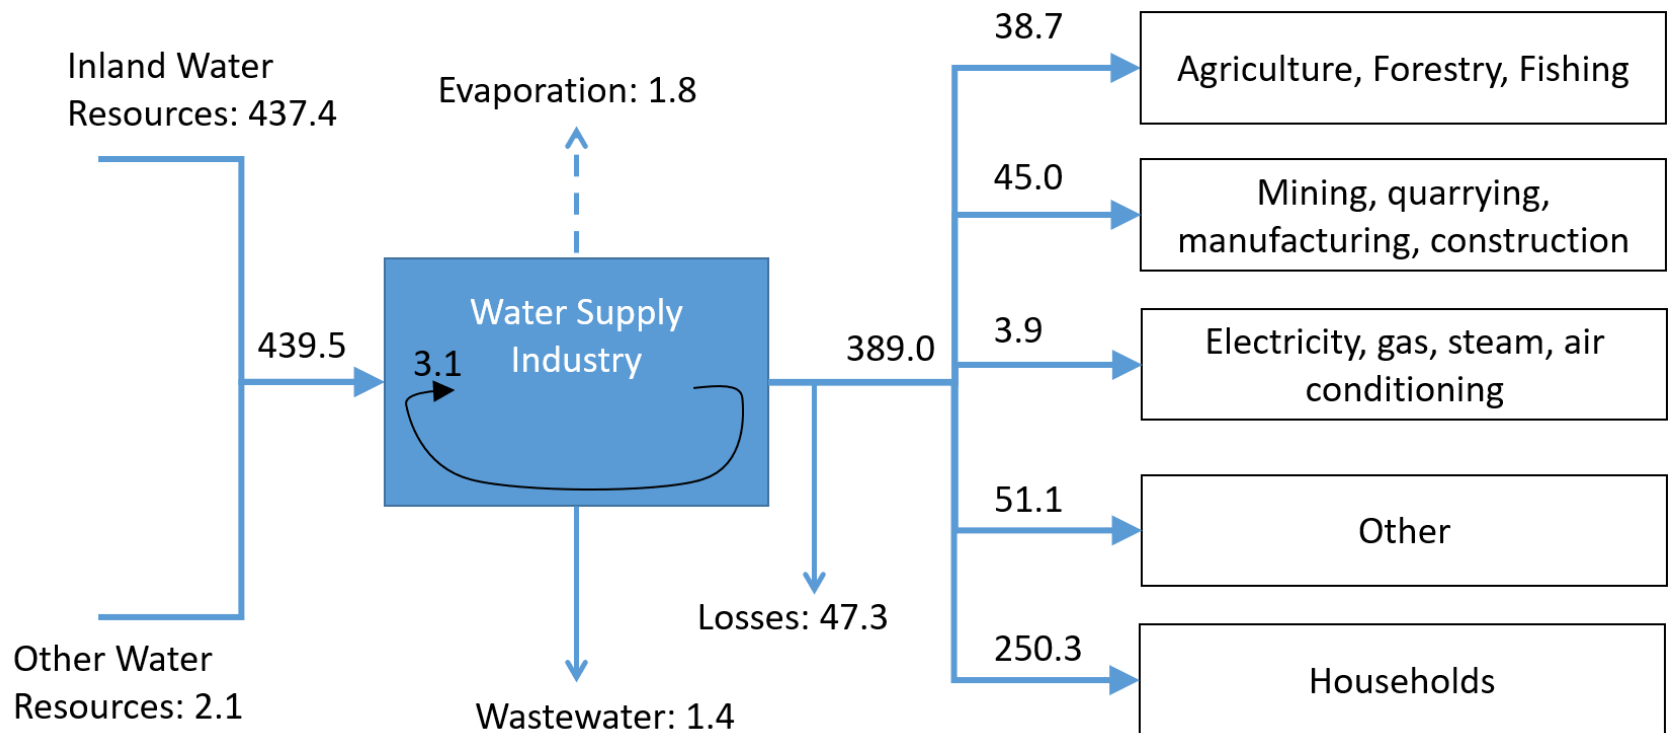 Inland Water
Resources: 437.4
Evaporation: 1.8
38.7
Agriculture, Forestry, Fishing
45.0
Mining, quarrying,
manufacturing, construction
439.5
Water Supply
Industry
3.1
389.0
3.9
Electricity, gas, steam, air
conditioning
51.1
Other
Losses: 47.3
Other Water
Resources: 2.1
Wastewater: 1.4
250.3
Households